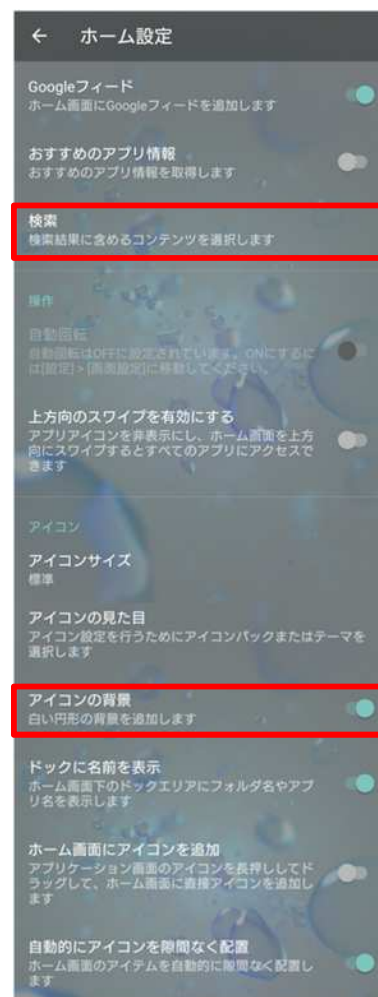 ← ホーム設定
Googleフィード
ホーム画面にGoogleフィードを追加します
おすすめのアプリ情報
おすすめのアプリ情報を取得します
検索
検索結果に含めるコンテンツを選択します
操作
自動回転
自動回転はOFFに設定されています。ONにするに
は[設定] > [画面設定]に移動してください。
上方向のスワイプを有効にする
アプリアイコンを非表示にし、ホーム画面を上方
向にスワイプするとすべてのアプリにアクセスで
きます
アイコン
アイコンサイズ
標準
アイコンの見た目
アイコン設定を行うためにアイコンパックまたはテーマを
選択します
アイコンの背景
白い円形の背景を追加します
ドックに名前を表示
ホーム画面下のドックエリアにフォルダ名やアプ
リ名を表示します
ホーム画面にアイコンを追加
アプリケーション画面のアイコンを長押ししてド
ラッグして、ホーム画面に直接アイコンを追加し
ます
自動的にアイコンを隙間なく配置
ホーム画面のアイテムを自動的に隙間なく配置し
ます